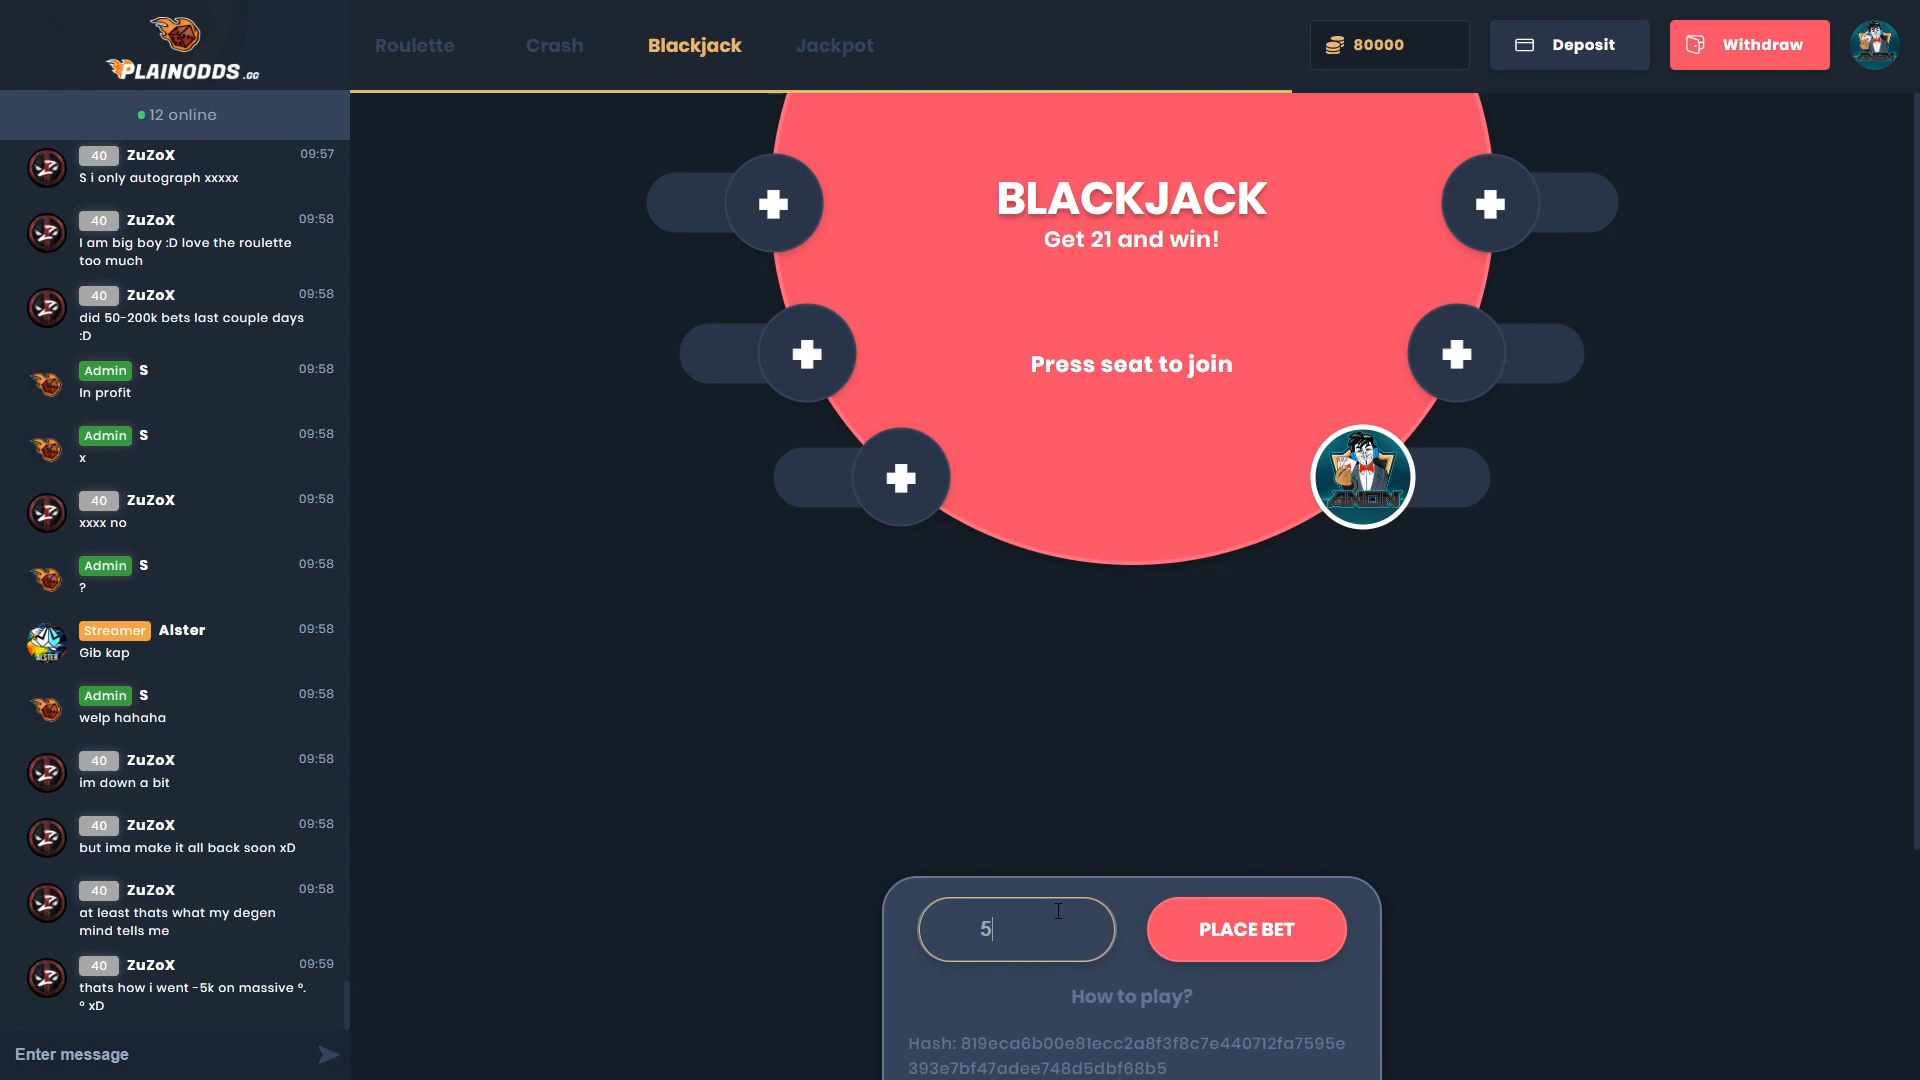 PLAINODDS.GG
Roulette
Crash
Blackjack
Jackpot
80000
Deposit
Withdraw
12 online
40 ZuZoX 09:57
S i only autograph xxxxx
40 ZuZoX 09:58
I am big boy :D love the roulette
too much
40 ZuZoX 09:58
did 50-200k bets last couple days
:D
Admin S 09:58
In profit
Admin S 09:58
x
40 ZuZoX 09:58
xxxx no
Admin S 09:58
?
Streamer Alster 09:58
Gib kap
Admin S 09:58
welp hahaha
40 ZuZoX 09:58
im down a bit
40 ZuZoX 09:58
but ima make it all back soon xD
40 ZuZoX 09:58
at least thats what my degen
mind tells me
40 ZuZoX 09:59
thats how i went -5k on massive º.
º xD
Enter message
BLACKJACK
Get 21 and win!
Press seat to join
ANON
5
PLACE BET
How to play?
Hash: 819eca6b00e81ecc2a8f3f8c7e440712fa7595e
393e7bf47adee748d5dbf68b5